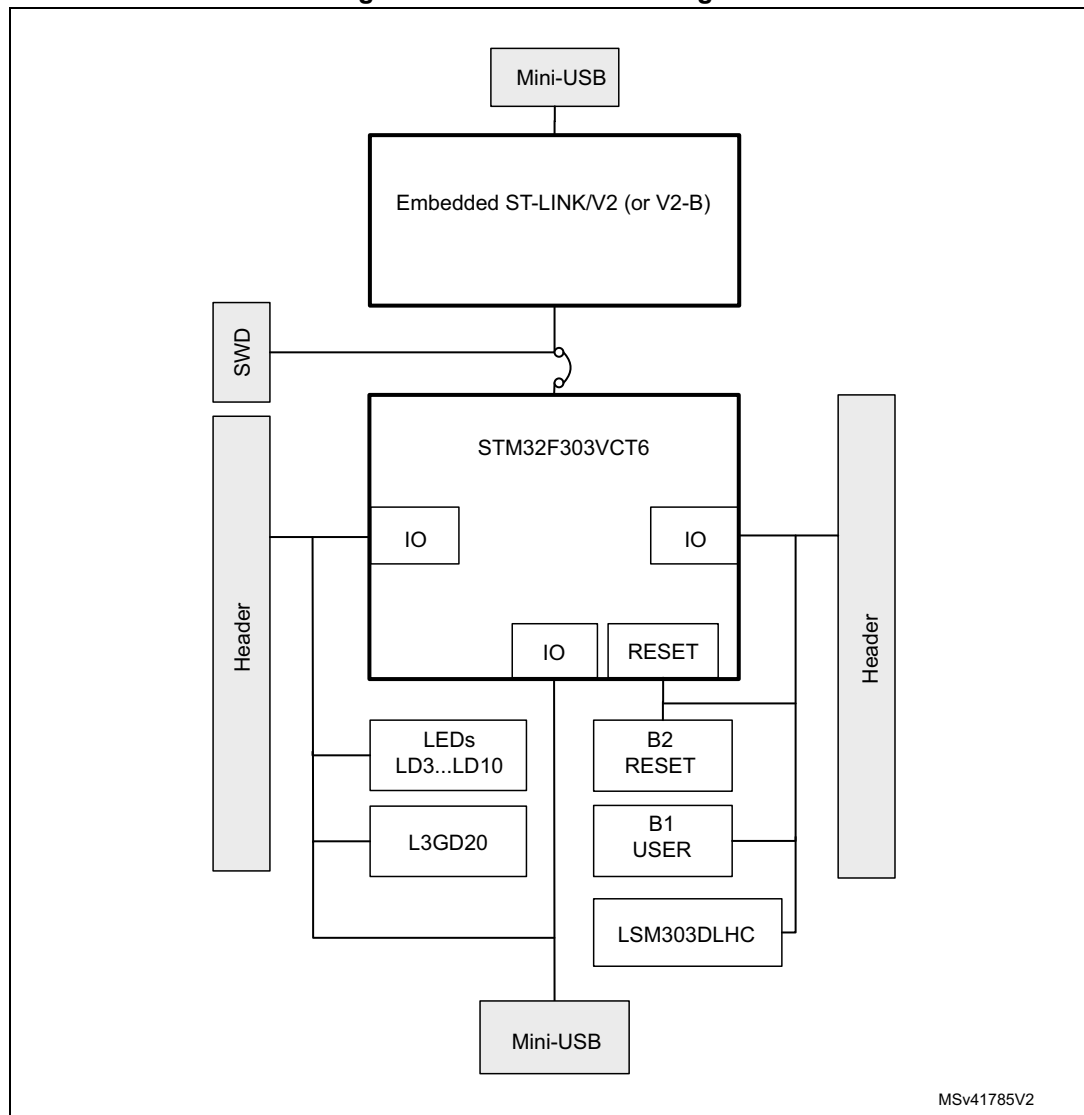 Mini-USB
Embedded ST-LINK/V2 (or V2-B)
SWD
STM32F303VCT6
IO
IO
Header
Header
IO
RESET
LEDs
LD3...LD10
B2
RESET
L3GD20
B1
USER
LSM303DLHC
Mini-USB
MSv41785V2